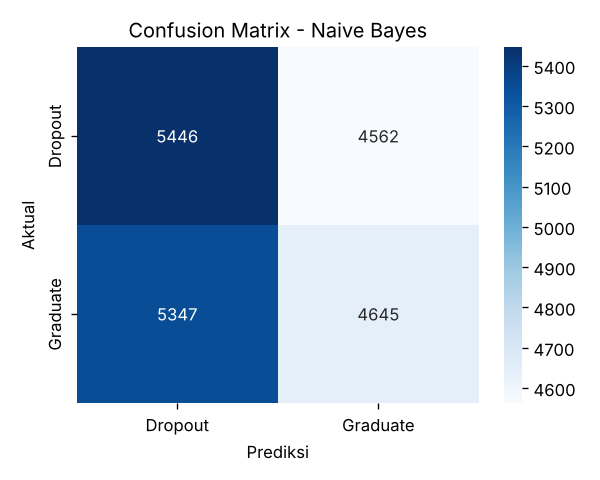 Confusion Matrix - Naive Bayes
Aktual
Dropout
5446
4562
Graduate
5347
4645
Dropout
Graduate
Prediksi
5400
5300
5200
5100
5000
4900
4800
4700
4600